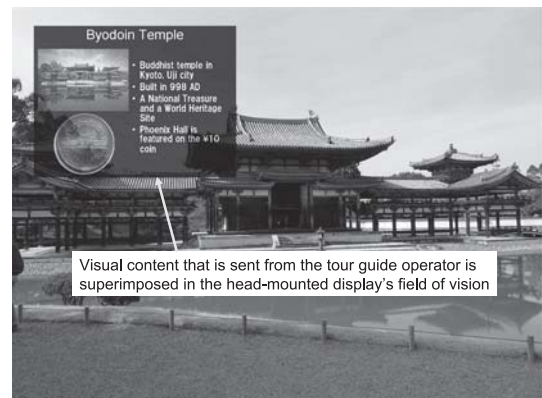 Byodoin Temple
• Buddhist temple in
Kyoto, Uji city
• Built in 998 AD
• A National Treasure
and a World Heritage
Site
• Phoenix Hall is
featured on the ¥10
coin
Visual content that is sent from the tour guide operator is
superimposed in the head-mounted display's field of vision